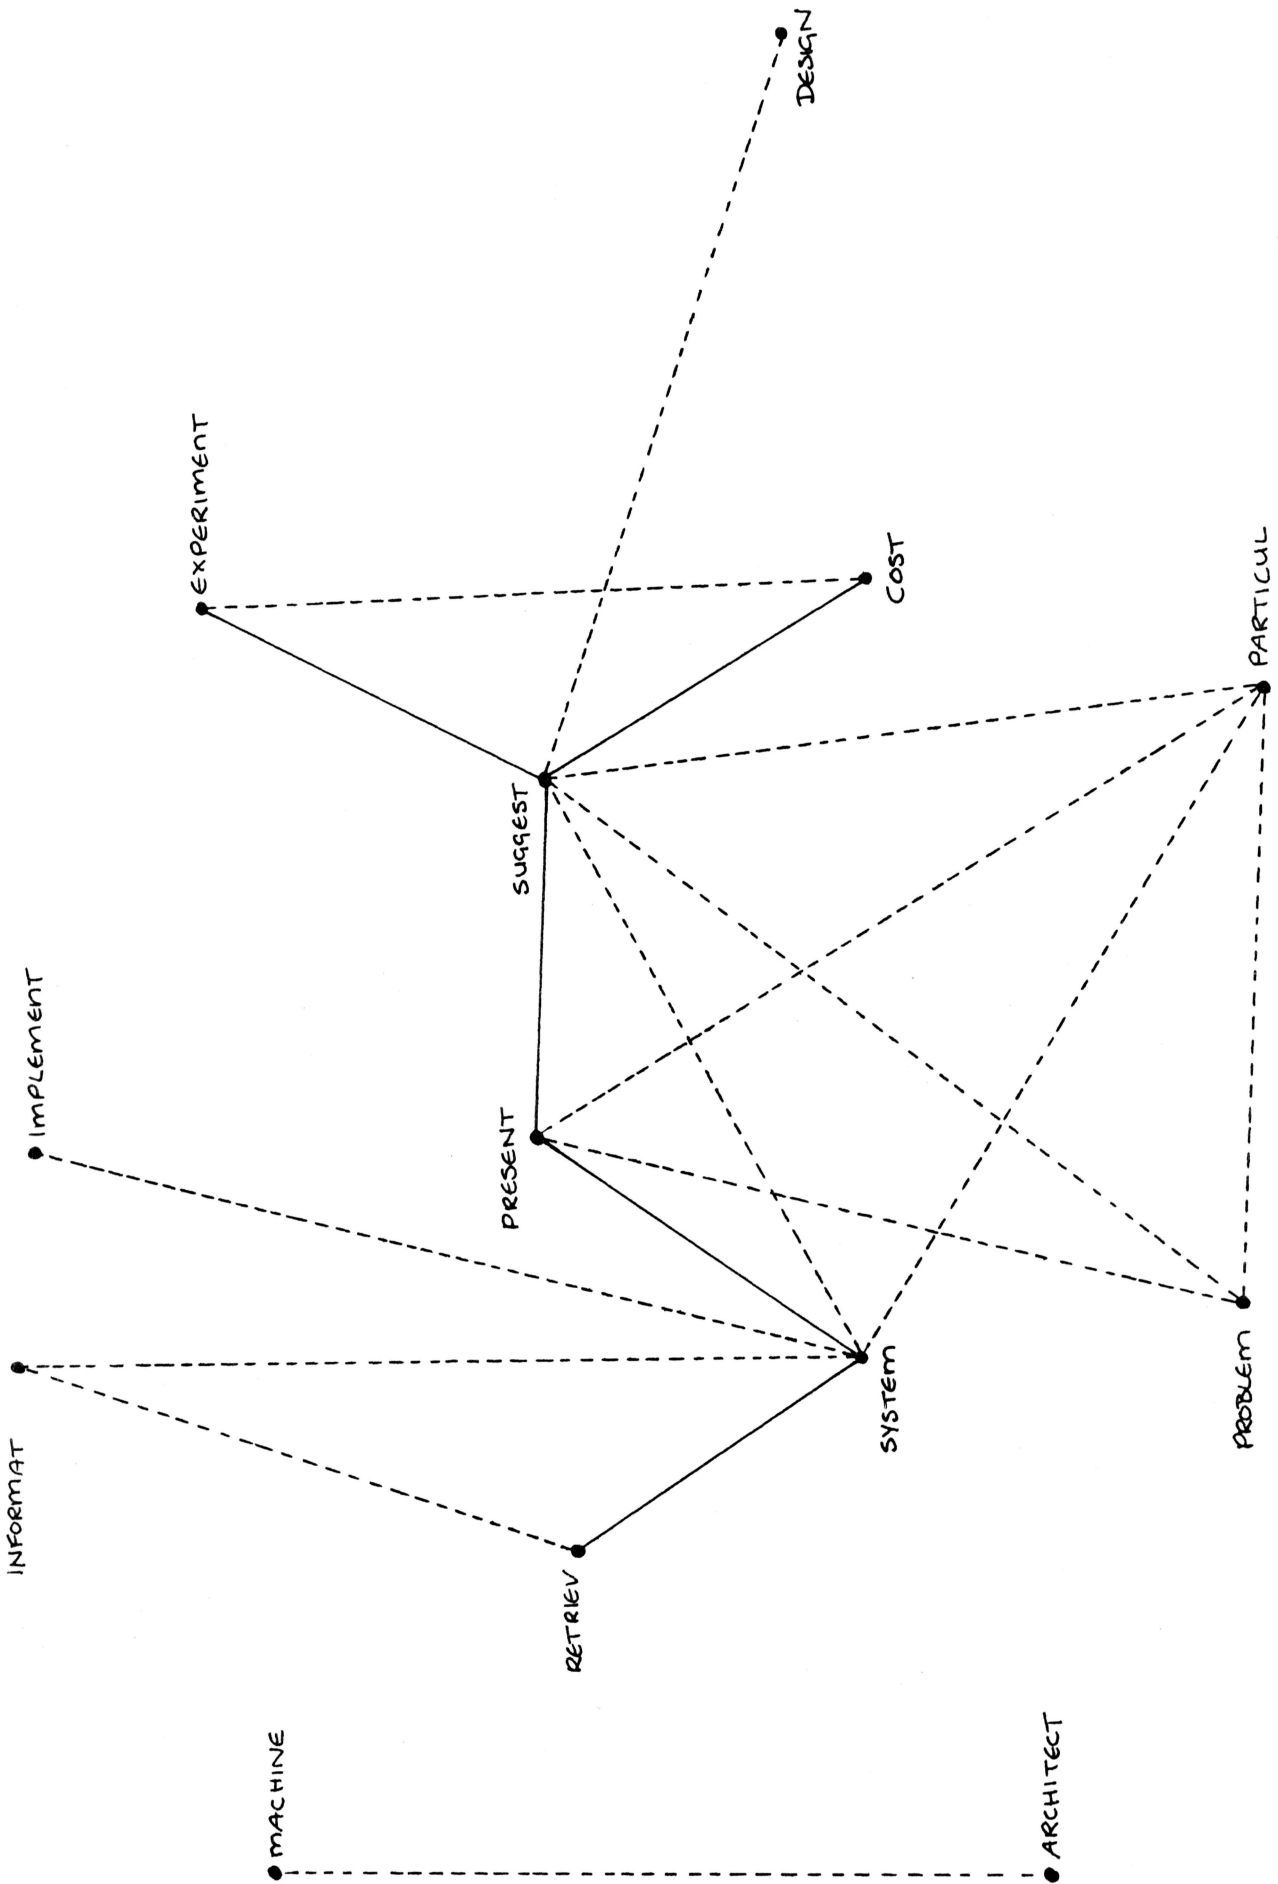 MACHINE
ARCHITECT
INFORMAT
RETRIEV
IMPLEMENT
SYSTEM
PRESENT
PROBLEM
SUGGEST
EXPERIMENT
COST
PARTICUL
DESIGN